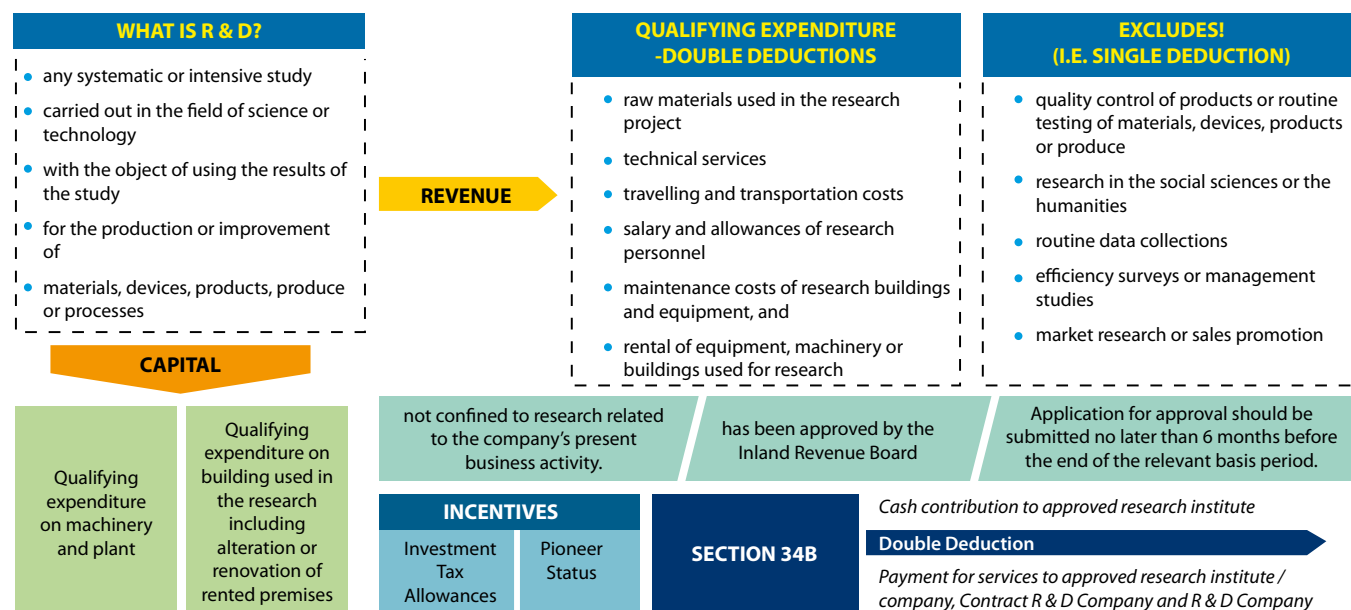 WHAT IS R & D?
any systematic or intensive study
carried out in the field of science or
technology
with the object of using the results of
the study
for the production or improvement
of
materials, devices, products, produce
or processes
REVENUE
QUALIFYING EXPENDITURE
-DOUBLE DEDUCTIONS
raw materials used in the research
project
technical services
travelling and transportation costs
salary and allowances of research
personnel
maintenance costs of research buildings
and equipment, and
rental of equipment, machinery or
buildings used for research
EXCLUDES!
(I.E. SINGLE DEDUCTION)
quality control of products or routine
testing of materials, devices, products
or produce
research in the social sciences or the
humanities
routine data collections
efficiency surveys or management
studies
market research or sales promotion
CAPITAL
Qualifying
expenditure
on machinery
and plant
Qualifying
expenditure on
building used in
the research
including
alteration or
renovation of
rented premises
not confined to research related
to the company's present
business activity.
has been approved by the
Inland Revenue Board
Application for approval should be
submitted no later than 6 months before
the end of the relevant basis period.
INCENTIVES
Investment
Tax
Allowances
Pioneer
Status
SECTION 34B
Cash contribution to approved research institute
Double Deduction
Payment for services to approved research institute /
company, Contract R & D Company and R & D Company